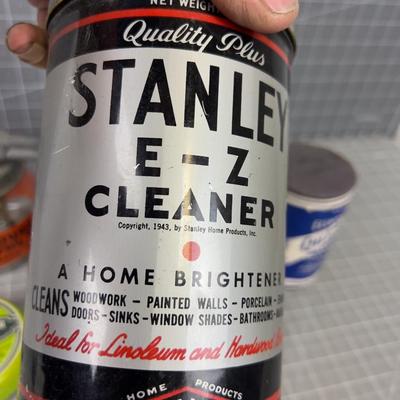 NET WEIGHT
Quality Plus
STANLEY
E-Z
CLEANER
Copyright, 1943, by Stanley Home Products, Inc.
A HOME BRIGHTENER
CLEANS WOODWORK - PAINTED WALLS - PORCELAIN -
DOORS - SINKS - WINDOW SHADES - BATHROOMS -
Ideal for Linoleum and Hardwood
HOME PRODUCTS